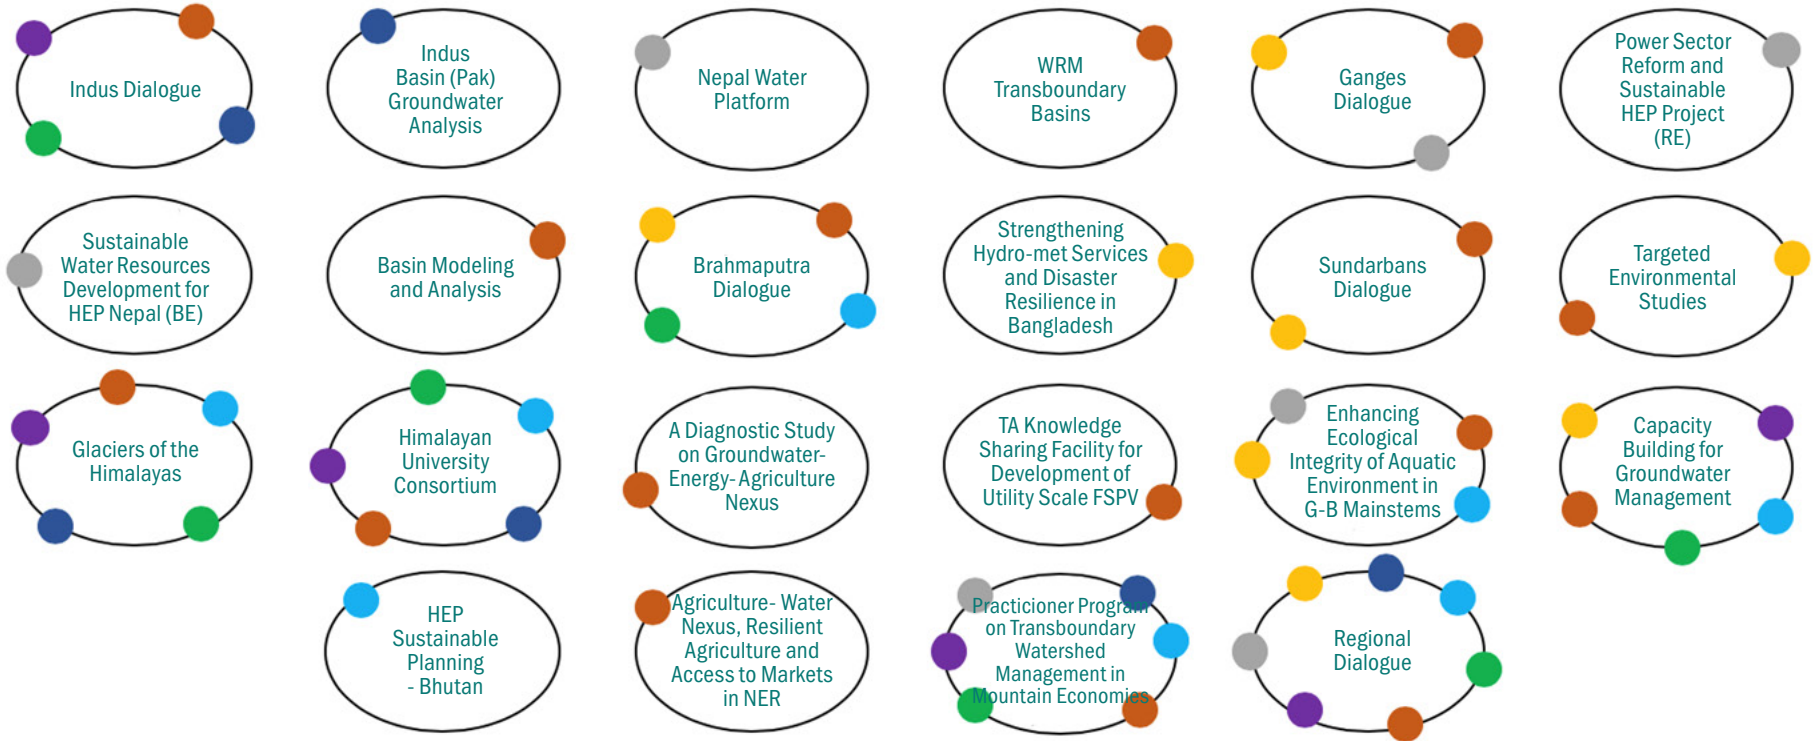 Indus Dialogue
Indus
Basin (Pak)
Groundwater
Analysis
Nepal Water
Platform
WRM
Transboundary
Basins
Ganges
Dialogue
Power Sector
Reform and
Sustainable
HEP Project
(RE)
Sustainable
Water Resources
Development for
HEP Nepal (BE)
Basin Modeling
and Analysis
Brahmaputra
Dialogue
Strengthening
Hydro-met Services
and Disaster
Resilience in
Bangladesh
Sundarbans
Dialogue
Targeted
Environmental
Studies
Glaciers of the
Himalayas
Himalayan
University
Consortium
A Diagnostic Study
on Groundwater-
Energy- Agriculture
Nexus
TA Knowledge
Sharing Facility for
Development of
Utility Scale FSPV
Enhancing
Ecological
Integrity of Aquatic
Environment in
G-B Mainstems
Capacity
Building for
Groundwater
Management
HEP
Sustainable
Planning
- Bhutan
Agriculture- Water
Nexus, Resilient
Agriculture and
Access to Markets
in NER
Practicioner Program
on Transboundary
Watershed
Management in
Mountain Economies
Regional
Dialogue